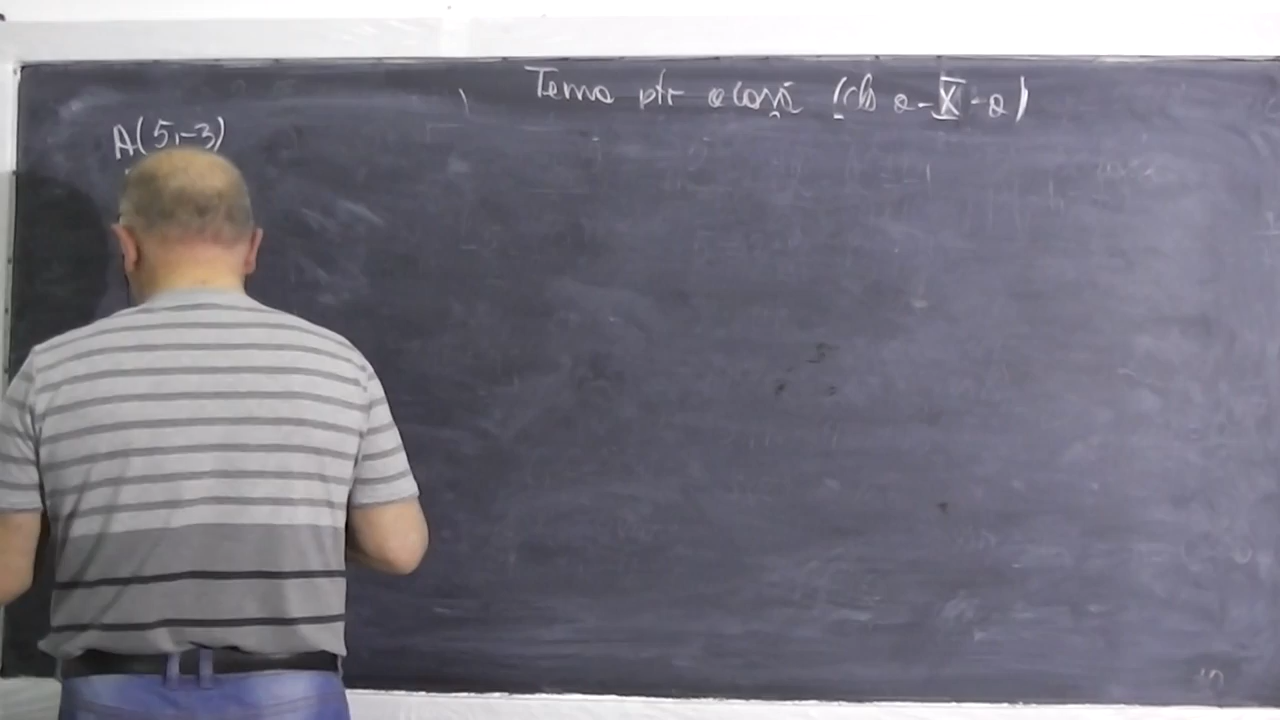 Tema ptr acasă (cls a-X-a)
A(5,-3)